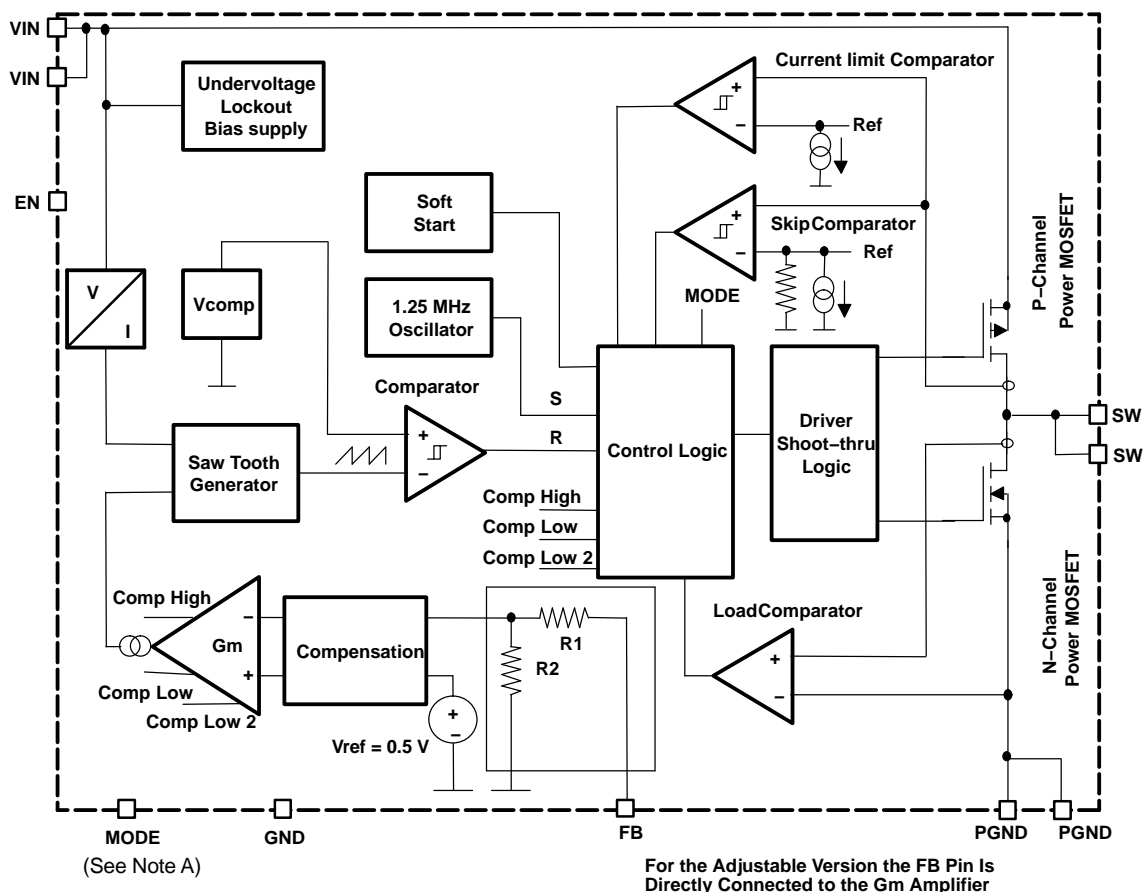 VIN
VIN
EN
Undervoltage
Lockout
Bias supply
Current limit Comparator
+
−
Ref
Soft
Start
+
−
SkipComparator
Ref
P−Channel
Power MOSFET
V
I
Vcomp
1.25 MHz
Oscillator
MODE
Comparator
S
R
+
−
Saw Tooth
Generator
Control Logic
Driver
Shoot−thru
Logic
SW
SW
Comp High
Comp Low
Comp Low 2
N−Channel
Power MOSFET
Comp High
−
Gm
+
Comp Low
Comp Low 2
Compensation
R1
R2
LoadComparator
+
−
+
−
Vref = 0.5 V
MODE
GND
FB
PGND
PGND
(See Note A)
For the Adjustable Version the FB Pin Is
Directly Connected to the Gm Amplifier